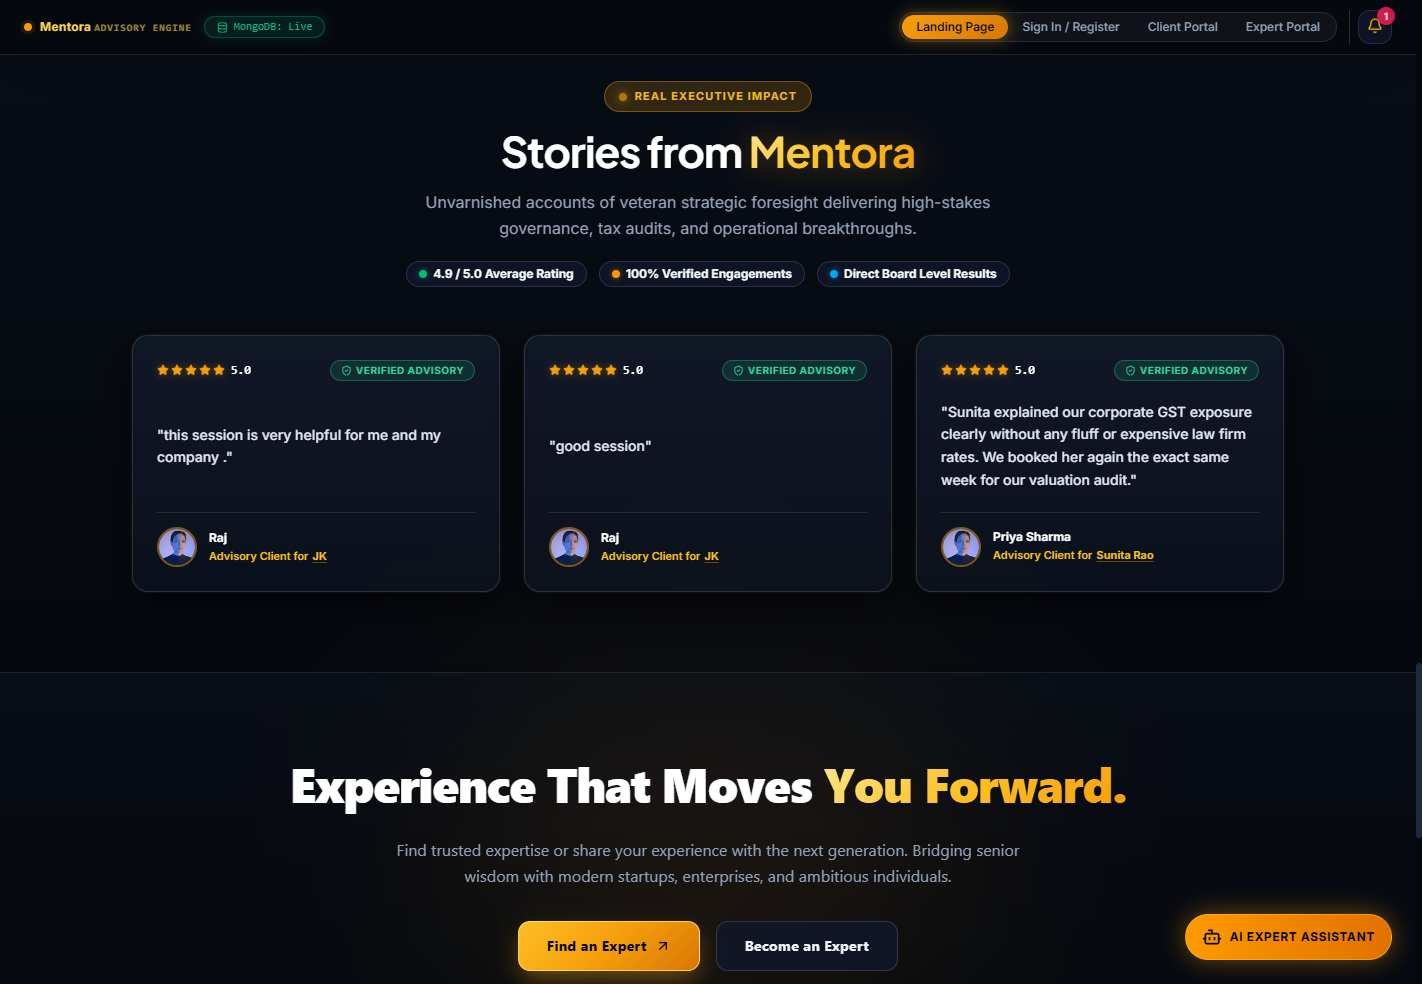 Mentora ADVISORY ENGINE
MongoDB: Live
Landing Page
Sign In / Register
Client Portal
Expert Portal
1
REAL EXECUTIVE IMPACT
Stories from Mentora
Unvarnished accounts of veteran strategic foresight delivering high-stakes
governance, tax audits, and operational breakthroughs.
4.9 / 5.0 Average Rating
100% Verified Engagements
Direct Board Level Results
5.0
VERIFIED ADVISORY
"this session is very helpful for me and my
company ."
Raj
Advisory Client for JK
5.0
VERIFIED ADVISORY
"good session"
Raj
Advisory Client for JK
5.0
VERIFIED ADVISORY
"Sunita explained our corporate GST exposure
clearly without any fluff or expensive law firm
rates. We booked her again the exact same
week for our valuation audit."
Priya Sharma
Advisory Client for Sunita Rao
Experience That Moves You Forward.
Find trusted expertise or share your experience with the next generation. Bridging senior
wisdom with modern startups, enterprises, and ambitious individuals.
Find an Expert
Become an Expert
AI EXPERT ASSISTANT